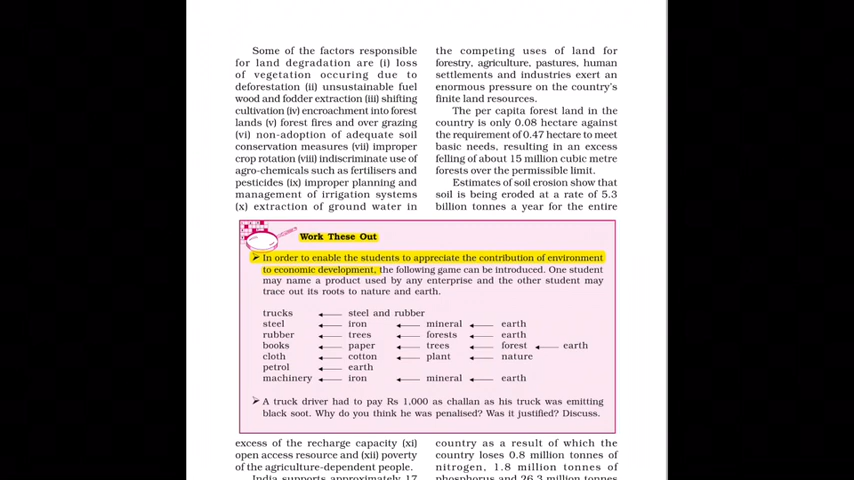 Some of the factors responsible
for land degradation are (i) loss
of vegetation occuring due to
deforestation (ii) unsustainable fuel
wood and fodder extraction (iii) shifting
cultivation (iv) encroachment into forest
lands (v) forest fires and over grazing
(vi) non-adoption of adequate soil
conservation measures (vii) improper
crop rotation (viii) indiscriminate use of
agro-chemicals such as fertilisers and
pesticides (ix) improper planning and
management of irrigation systems
(x) extraction of ground water in
the competing uses of land for
forestry, agriculture, pastures, human
settlements and industries exert an
enormous pressure on the country's
finite land resources.
The per capita forest land in the
country is only 0.08 hectare against
the requirement of 0.47 hectare to meet
basic needs, resulting in an excess
felling of about 15 million cubic metre
forests over the permissible limit.
Estimates of soil erosion show that
soil is being eroded at a rate of 5.3
billion tonnes a year for the entire
Work These Out
➤ In order to enable the students to appreciate the contribution of environment
to economic development, the following game can be introduced. One student
may name a product used by any enterprise and the other student may
trace out its roots to nature and earth.
trucks ← steel and rubber
steel ← iron ← mineral ← earth
rubber ← trees ← forests ← earth
books ← paper ← trees ← forest ← earth
cloth ← cotton ← plant ← nature
petrol ← earth
machinery ← iron ← mineral ← earth
➤ A truck driver had to pay Rs 1,000 as challan as his truck was emitting
black soot. Why do you think he was penalised? Was it justified? Discuss.
excess of the recharge capacity (xi)
open access resource and (xii) poverty
of the agriculture-dependent people.
India supports approximately 17
country as a result of which the
country loses 0.8 million tonnes of
nitrogen, 1.8 million tonnes of
phosphorus and 26.3 million tonnes